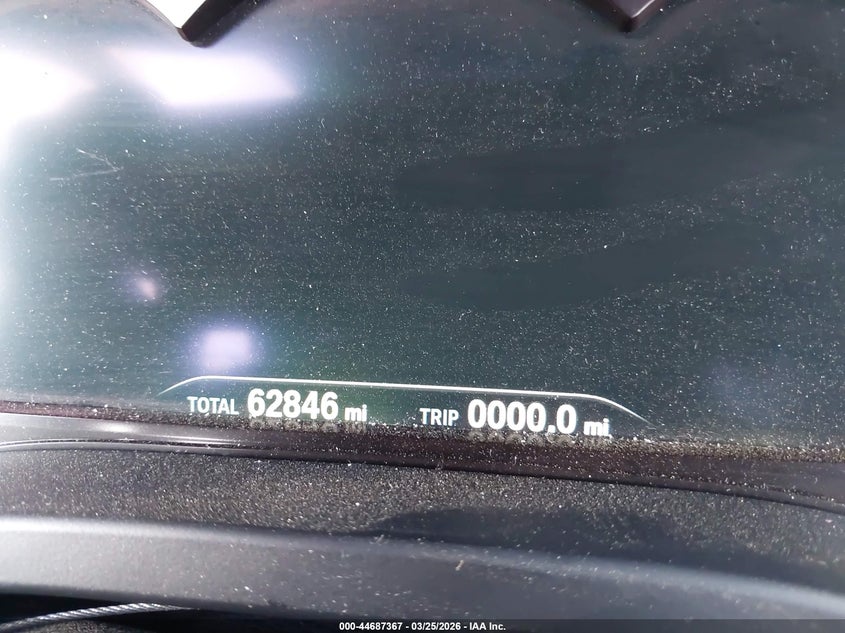 TOTAL 62846 mi TRIP 0000.0 mi
000-44687367 - 03/25/2026 - IAA Inc.